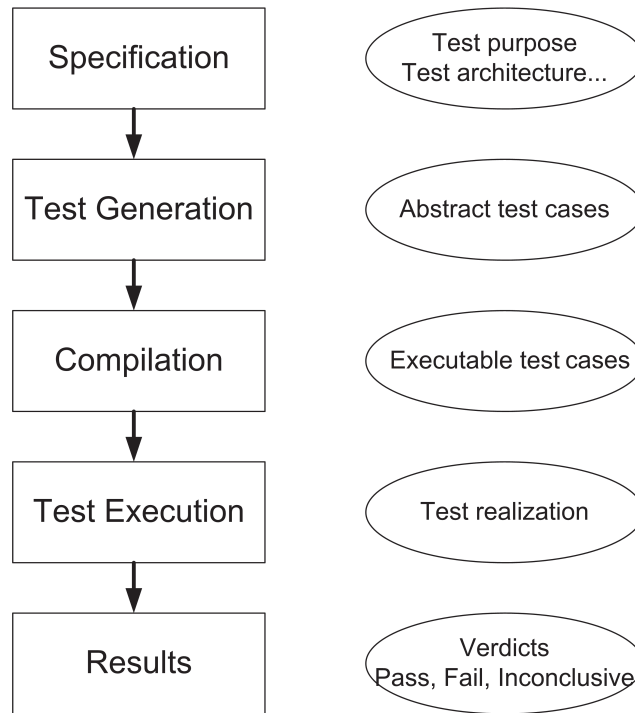 Specification
Test purpose
Test architecture...
Test Generation
Abstract test cases
Compilation
Executable test cases
Test Execution
Test realization
Results
Verdicts
Pass, Fail, Inconclusive